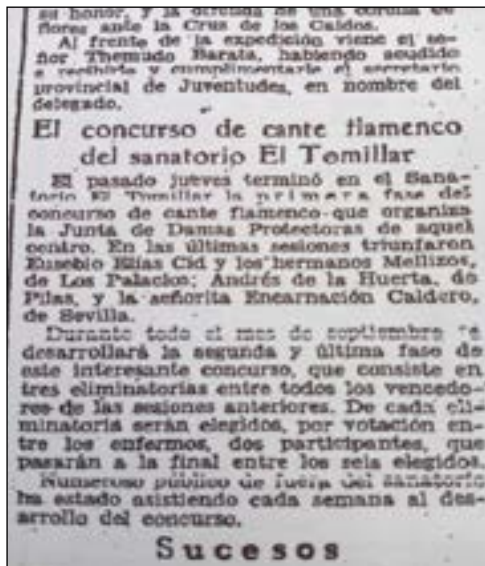 su honor, y la ofrenda de una corona de
flores ante la Cruz de los Caídos.
Al frente de la expedición viene el se-
ñor Themudo Barata, habiendo acudido
a recibirle y cumplimentarle el secretario
provincial de Juventudes, en nombre del
delegado.
El concurso de cante flamenco
del sanatorio El Tomillar
El pasado jueves terminó en el Sana-
torio El Tomillar la primera fase del
concurso de cante flamenco que organiza
la Junta de Damas Protectoras de aquel
centro. En las últimas sesiones triunfaron
Eusebio Elías Cid y los hermanos Mellizos,
de Los Palacios; Andrés de la Huerta, de
Pilas, y la señorita Encarnación Caldero,
de Sevilla.
Durante todo el mes de septiembre se
desarrollará la segunda y última fase de
este interesante concurso, que consiste en
tres eliminatorias entre todos los vencedo-
res de las sesiones anteriores. De cada eli-
minatoria serán elegidos, por votación en-
tre los enfermos, dos participantes, que
pasarán a la final entre los seis elegidos.
Numeroso público de fuera del sanatorio
ha estado asistiendo cada semana al des-
arrollo del concurso.
Sucesos